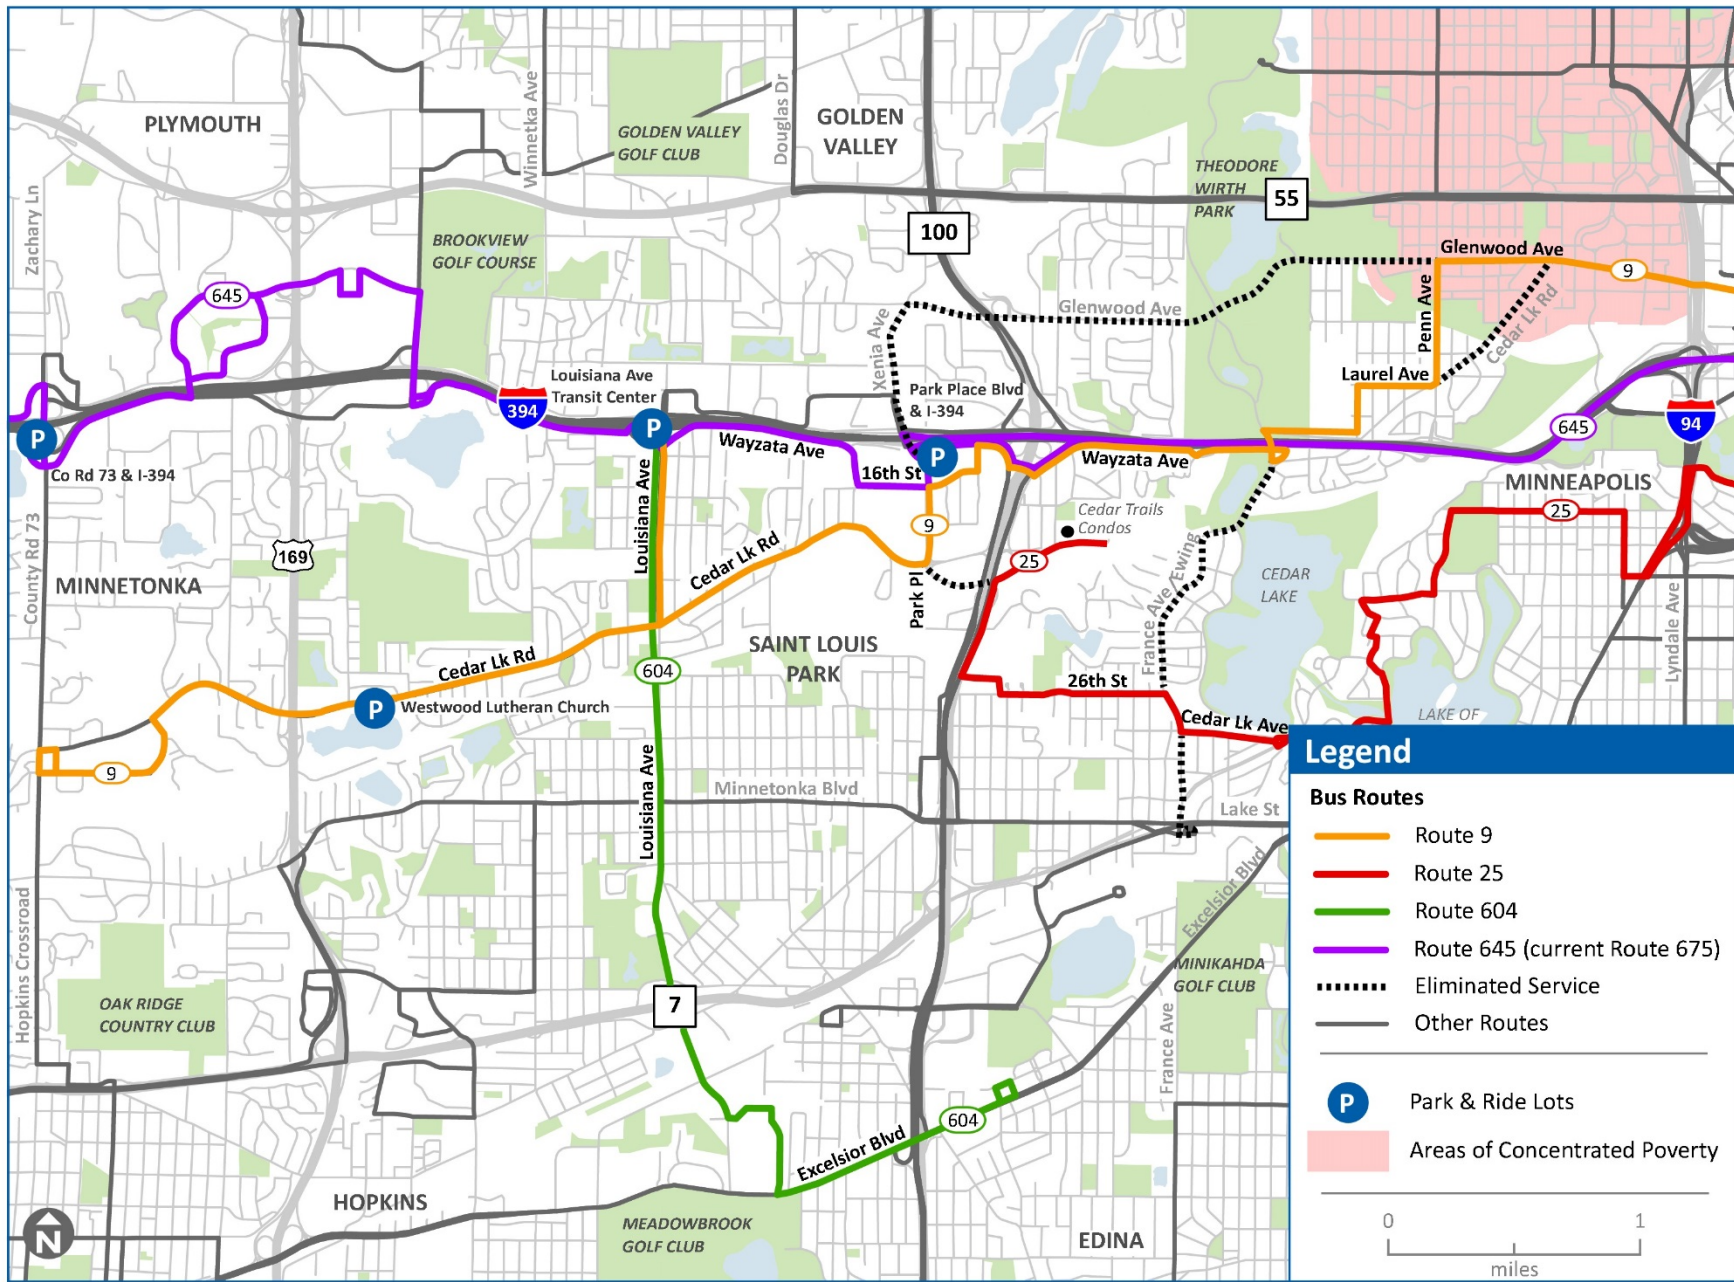 PLYMOUTH
Zachary Ln
Winnetka Ave
GOLDEN VALLEY
GOLF CLUB
Douglas Dr
GOLDEN
VALLEY
THEODORE
WIRTH
PARK
55
100
BROOKVIEW
GOLF COURSE
645
Glenwood Ave
9
Glenwood Ave
Xenia Ave
Penn Ave
Cedar Lk Rd
Laurel Ave
Louisiana Ave
Transit Center
394
Park Place Blvd
& I-394
P
P
P
Wayzata Ave
Wayzata Ave
645
94
Co Rd 73 & I-394
16th St
MINNEAPOLIS
Louisiana Ave
9
Cedar Trails
Condos
25
County Rd 73
169
Cedar Lk Rd
25
France Ave
Ewing
CEDAR
LAKE
MINNETONKA
Park Pl
Lyndale Ave
SAINT LOUIS
PARK
604
Cedar Lk Rd
26th St
P
Westwood Lutheran Church
Cedar Lk Ave
LAKE OF
9
Louisiana Ave
Minnetonka Blvd
Lake St
Excelsior Blvd
Hopkins Crossroad
MINIKAHDA
GOLF CLUB
OAK RIDGE
COUNTRY CLUB
7
France Ave
604
Excelsior Blvd
HOPKINS
MEADOWBROOK
GOLF CLUB
EDINA
N
Legend
Bus Routes
Route 9
Route 25
Route 604
Route 645 (current Route 675)
Eliminated Service
Other Routes
P
Park & Ride Lots
Areas of Concentrated Poverty
0 1
miles